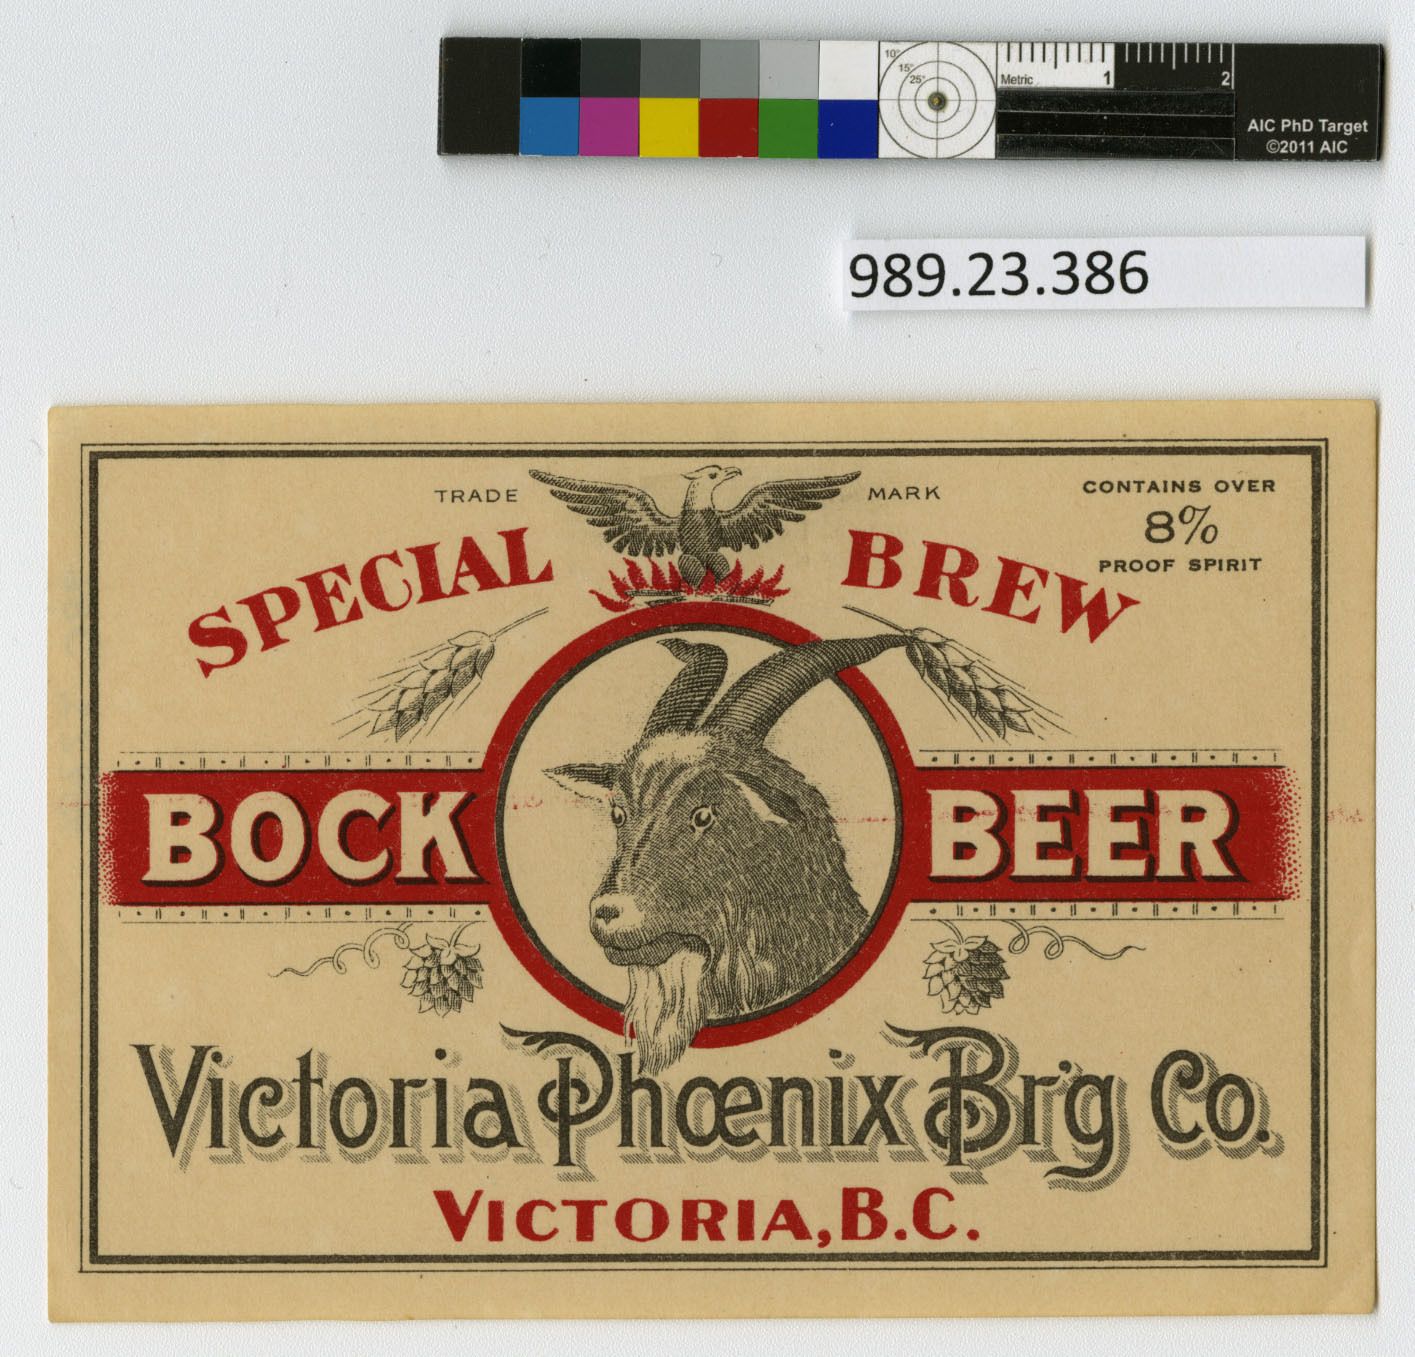 10°
15°
25°
Metric 1 2
AIC PhD Target
©2011 AIC
989.23.386
TRADE MARK
CONTAINS OVER
8%
PROOF SPIRIT
SPECIAL BREW
BOCK BEER
Victoria Phœnix Br'g Co.
VICTORIA, B.C.